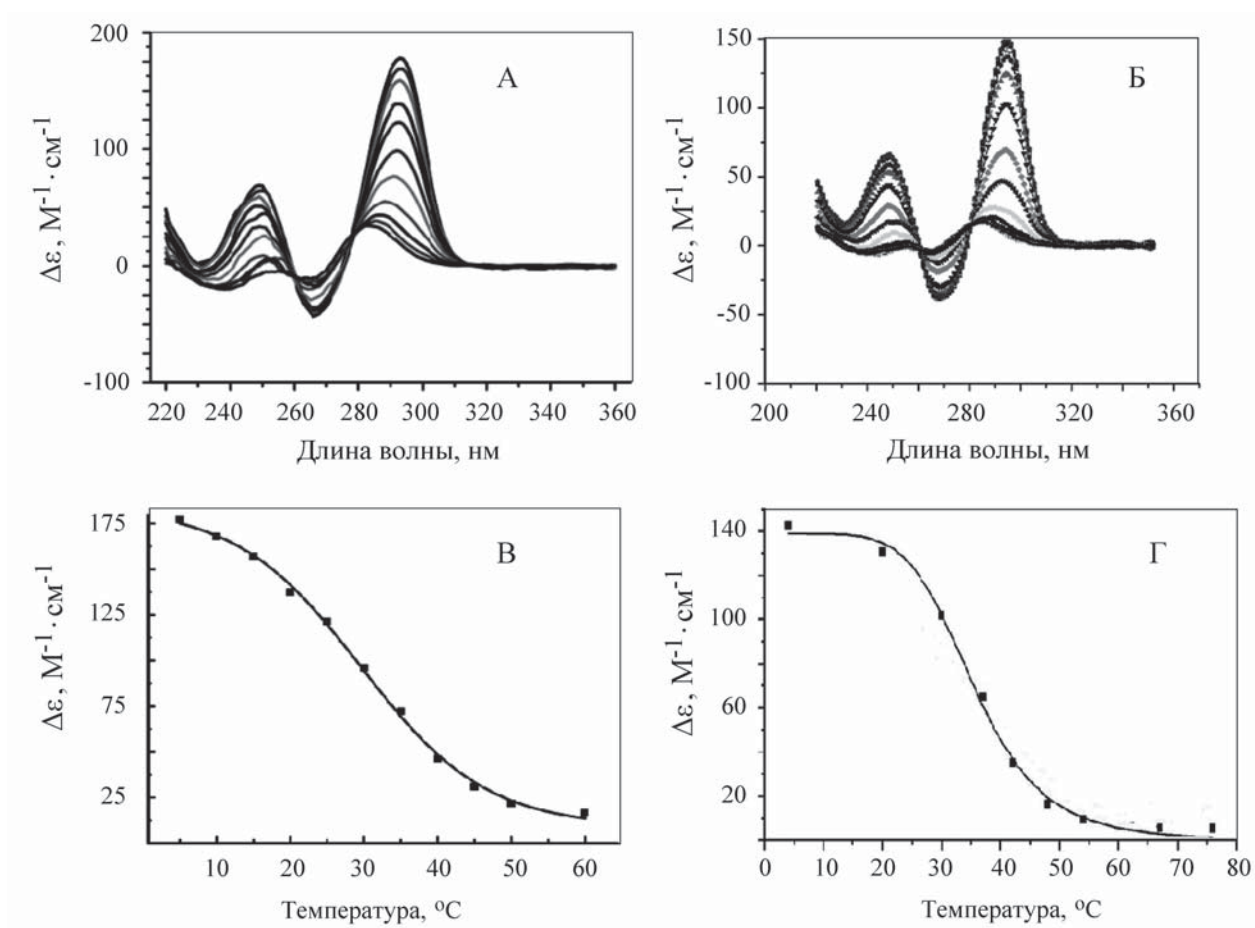 А
200
100
0
-100
Δε, М⁻¹·см⁻¹
220 240 260 280 300 320 340 360
Длина волны, нм
Б
150
100
50
0
-50
-100
Δε, М⁻¹·см⁻¹
200 240 280 320 360
Длина волны, нм
В
175
125
75
25
Δε, М⁻¹·см⁻¹
10 20 30 40 50 60
Температура, °С
Г
140
100
60
20
Δε, М⁻¹·см⁻¹
0 10 20 30 40 50 60 70 80
Температура, °С